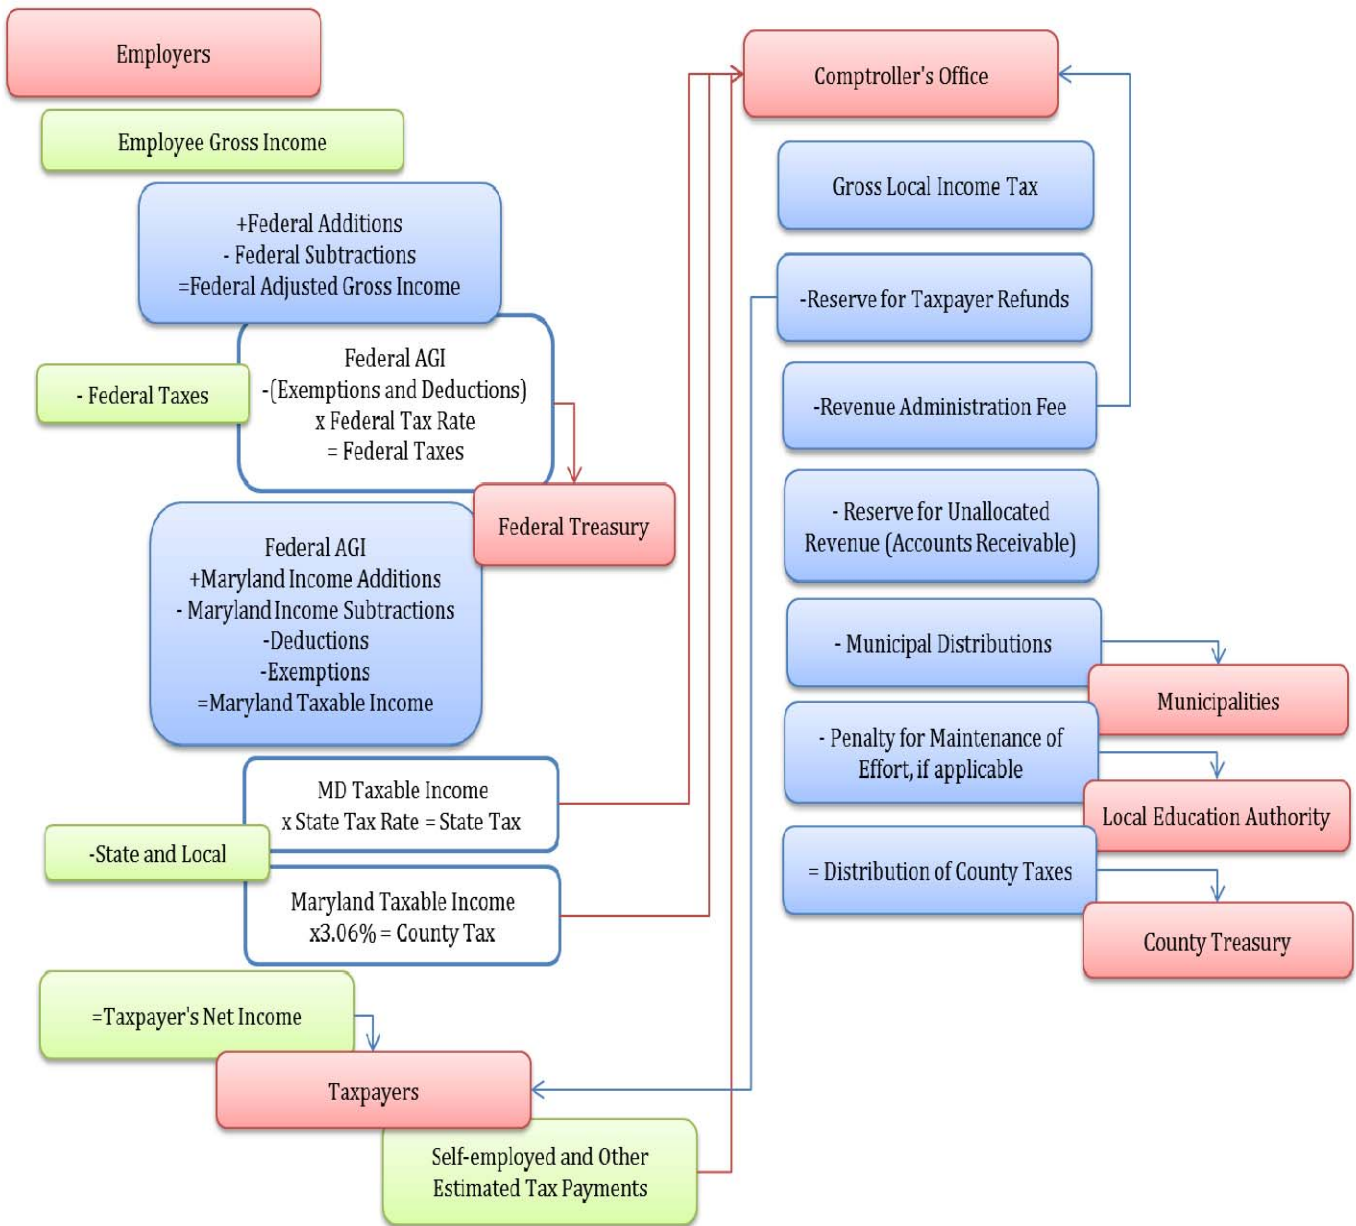 Employers
Employee Gross Income
+Federal Additions
- Federal Subtractions
=Federal Adjusted Gross Income
Federal AGI
-(Exemptions and Deductions)
x Federal Tax Rate
= Federal Taxes
- Federal Taxes
Federal Treasury
Federal AGI
+Maryland Income Additions
- Maryland Income Subtractions
-Deductions
-Exemptions
=Maryland Taxable Income
MD Taxable Income
x State Tax Rate = State Tax
-State and Local
Maryland Taxable Income
x3.06% = County Tax
=Taxpayer's Net Income
Taxpayers
Self-employed and Other
Estimated Tax Payments
Comptroller's Office
Gross Local Income Tax
-Reserve for Taxpayer Refunds
-Revenue Administration Fee
- Reserve for Unallocated
Revenue (Accounts Receivable)
- Municipal Distributions
Municipalities
- Penalty for Maintenance of
Effort, if applicable
Local Education Authority
= Distribution of County Taxes
County Treasury